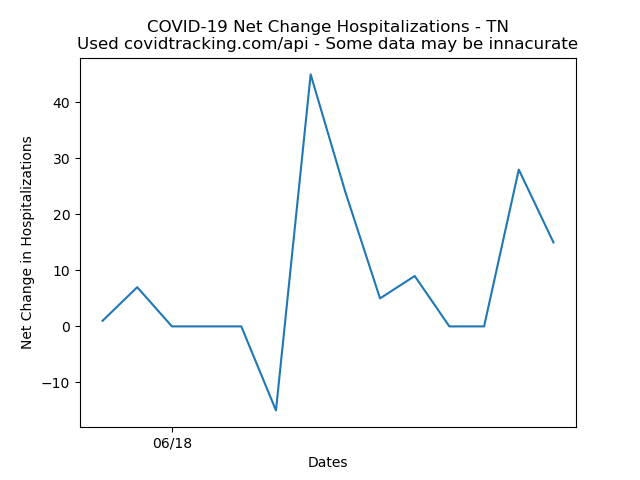 COVID-19 Net Change Hospitalizations - TN
Used covidtracking.com/api - Some data may be innacurate
Net Change in Hospitalizations
40
30
20
10
0
−10
06/18
Dates